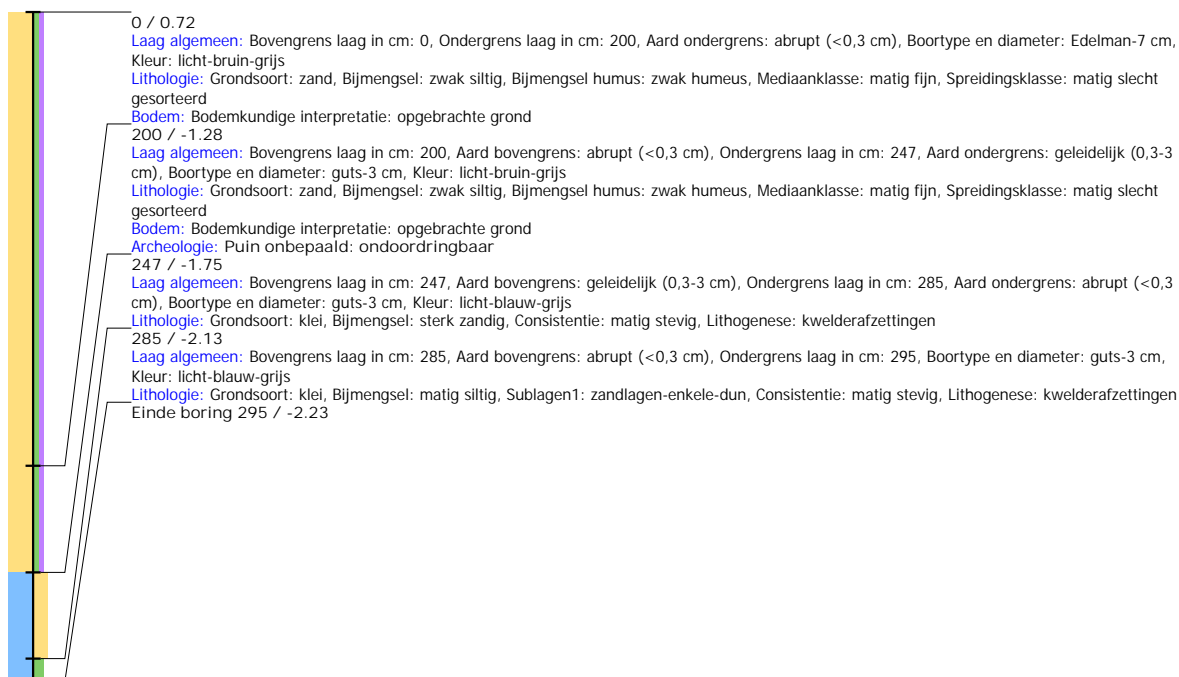 0 / 0.72
Laag algemeen: Bovengrens laag in cm: 0, Ondergrens laag in cm: 200, Aard ondergrens: abrupt (<0,3 cm), Boortype en diameter: Edelman-7 cm,
Kleur: licht-bruin-grijs
Lithologie: Grondsoort: zand, Bijmengsel: zwak siltig, Bijmengsel humus: zwak humeus, Mediaanklasse: matig fijn, Spreidingsklasse: matig slecht
gesorteerd
Bodem: Bodemkundige interpretatie: opgebrachte grond
200 / -1.28
Laag algemeen: Bovengrens laag in cm: 200, Aard bovengrens: abrupt (<0,3 cm), Ondergrens laag in cm: 247, Aard ondergrens: geleidelijk (0,3-3
cm), Boortype en diameter: guts-3 cm, Kleur: licht-bruin-grijs
Lithologie: Grondsoort: zand, Bijmengsel: zwak siltig, Bijmengsel humus: zwak humeus, Mediaanklasse: matig fijn, Spreidingsklasse: matig slecht
gesorteerd
Bodem: Bodemkundige interpretatie: opgebrachte grond
Archeologie: Puin onbepaald: ondoordringbaar
247 / -1.75
Laag algemeen: Bovengrens laag in cm: 247, Aard bovengrens: geleidelijk (0,3-3 cm), Ondergrens laag in cm: 285, Aard ondergrens: abrupt (<0,3
cm), Boortype en diameter: guts-3 cm, Kleur: licht-blauw-grijs
Lithologie: Grondsoort: klei, Bijmengsel: sterk zandig, Consistentie: matig stevig, Lithogenese: kwelderafzettingen
285 / -2.13
Laag algemeen: Bovengrens laag in cm: 285, Aard bovengrens: abrupt (<0,3 cm), Ondergrens laag in cm: 295, Boortype en diameter: guts-3 cm,
Kleur: licht-blauw-grijs
Lithologie: Grondsoort: klei, Bijmengsel: matig siltig, Sublagen1: zandlagen-enkele-dun, Consistentie: matig stevig, Lithogenese: kwelderafzettingen
Einde boring 295 / -2.23